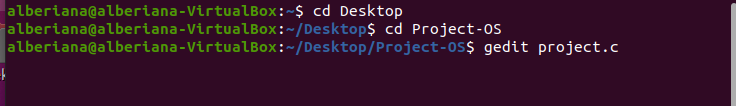 alberiana@alberiana-VirtualBox:~$ cd Desktop
alberiana@alberiana-VirtualBox:~/Desktop$ cd Project-OS
alberiana@alberiana-VirtualBox:~/Desktop/Project-OS$ gedit project.c